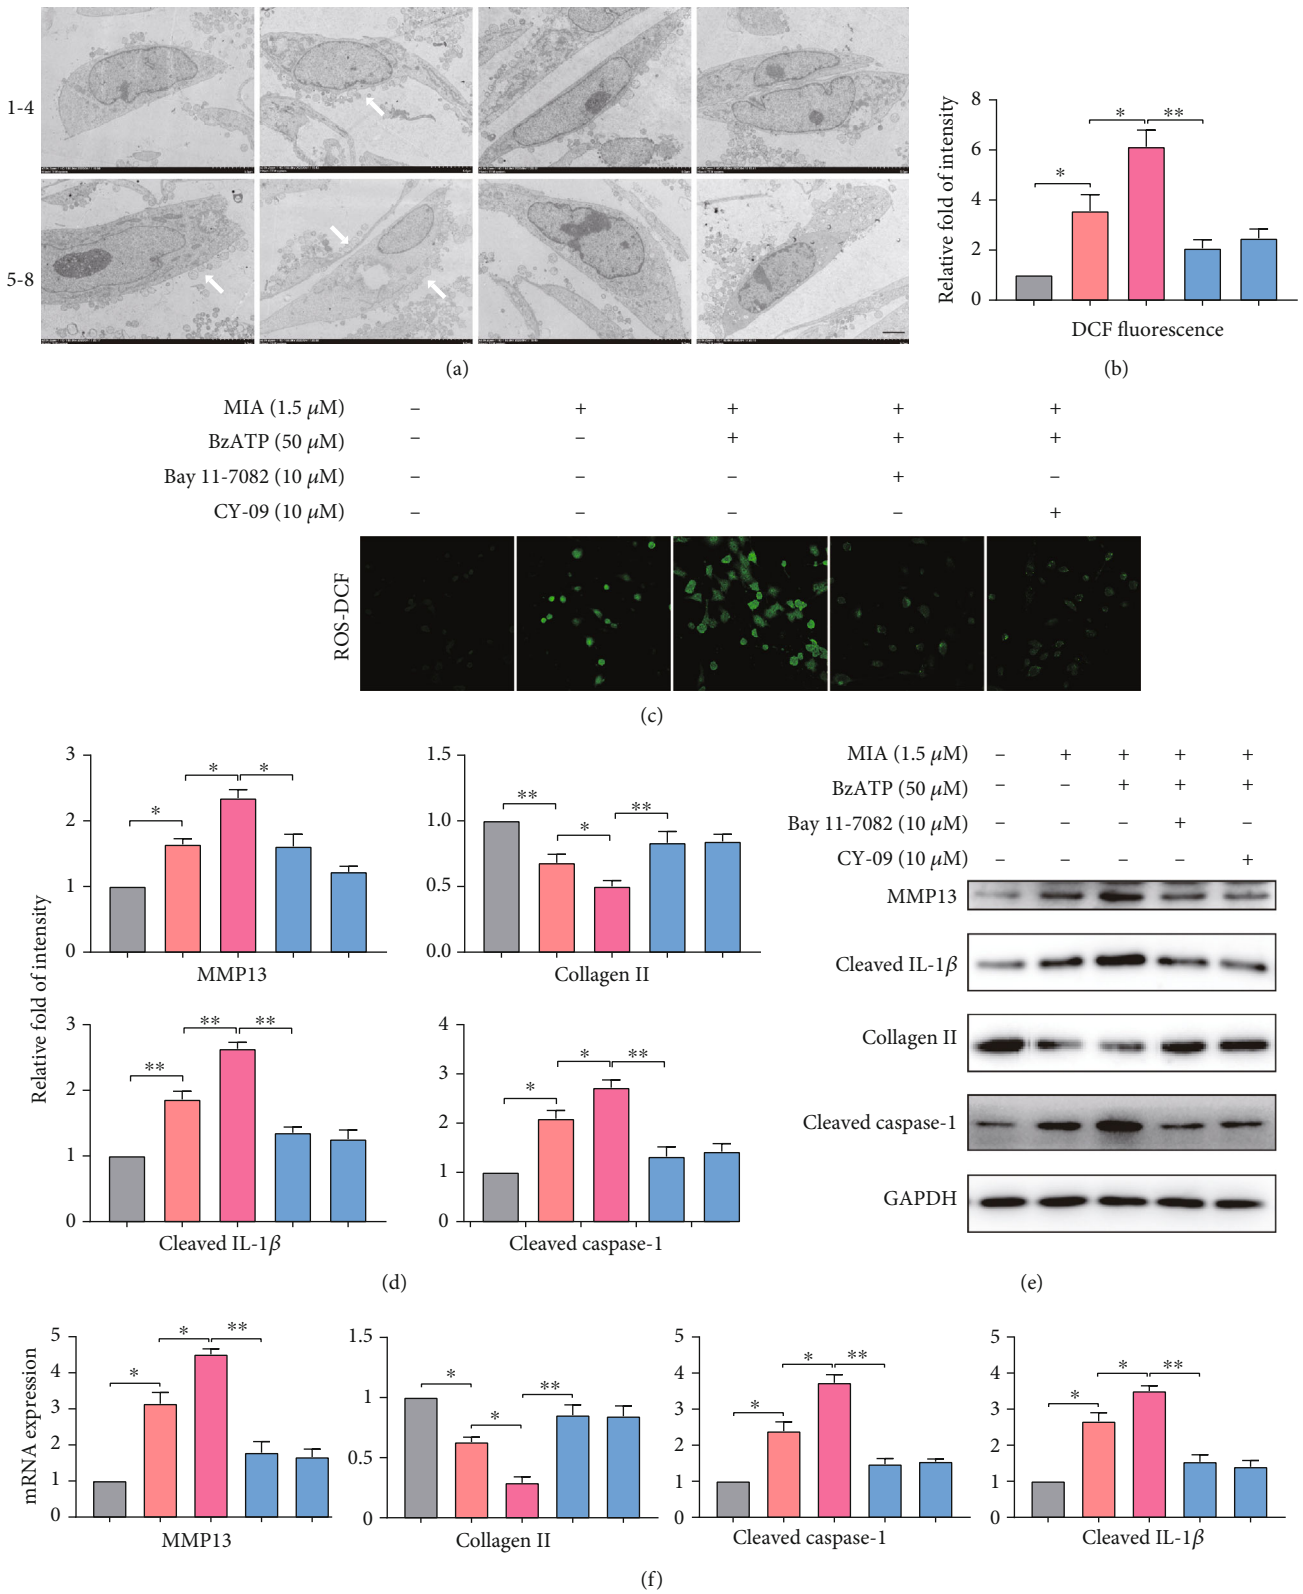 1-4
5-8
(a)
Relative fold of intensity
8
6
4
2
0
*
*
**
DCF fluorescence
(b)
MIA (1.5 μM) – + + + +
BzATP (50 μM) – – + + +
Bay 11-7082 (10 μM) – – – + –
CY-09 (10 μM) – – – – +
ROS-DCF
(c)
Relative fold of intensity
3
2
1
0
*
*
*
MMP13
1.5
1.0
0.5
0.0
**
*
**
Collagen II
3
2
1
0
**
**
**
Cleaved IL-1β
4
3
2
1
0
*
*
**
Cleaved caspase-1
(d)
MIA (1.5 μM) – + + + +
BzATP (50 μM) – – + + +
Bay 11-7082 (10 μM) – – – + –
CY-09 (10 μM) – – – – +
MMP13
Cleaved IL-1β
Collagen II
Cleaved caspase-1
GAPDH
(e)
mRNA expression
5
4
3
2
1
0
*
*
**
MMP13
1.5
1
0.5
0
*
*
**
Collagen II
5
4
3
2
1
0
*
*
**
Cleaved caspase-1
5
4
3
2
1
0
*
*
**
Cleaved IL-1β
(f)